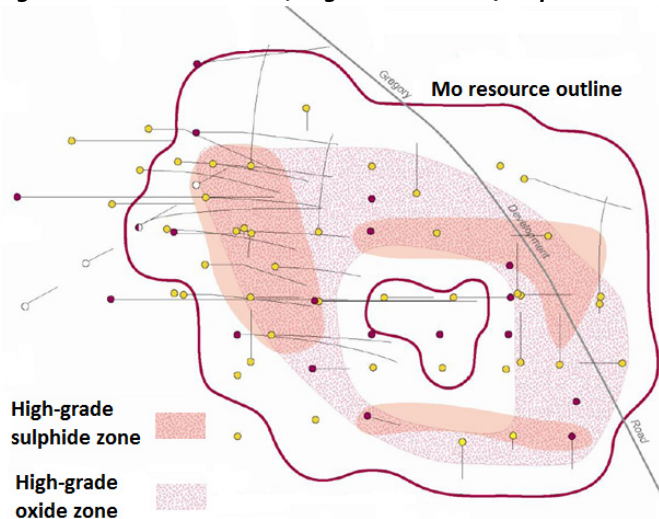 Gregory
Mo resource outline
Development
High-grade
sulphide zone
Road
High-grade
oxide zone